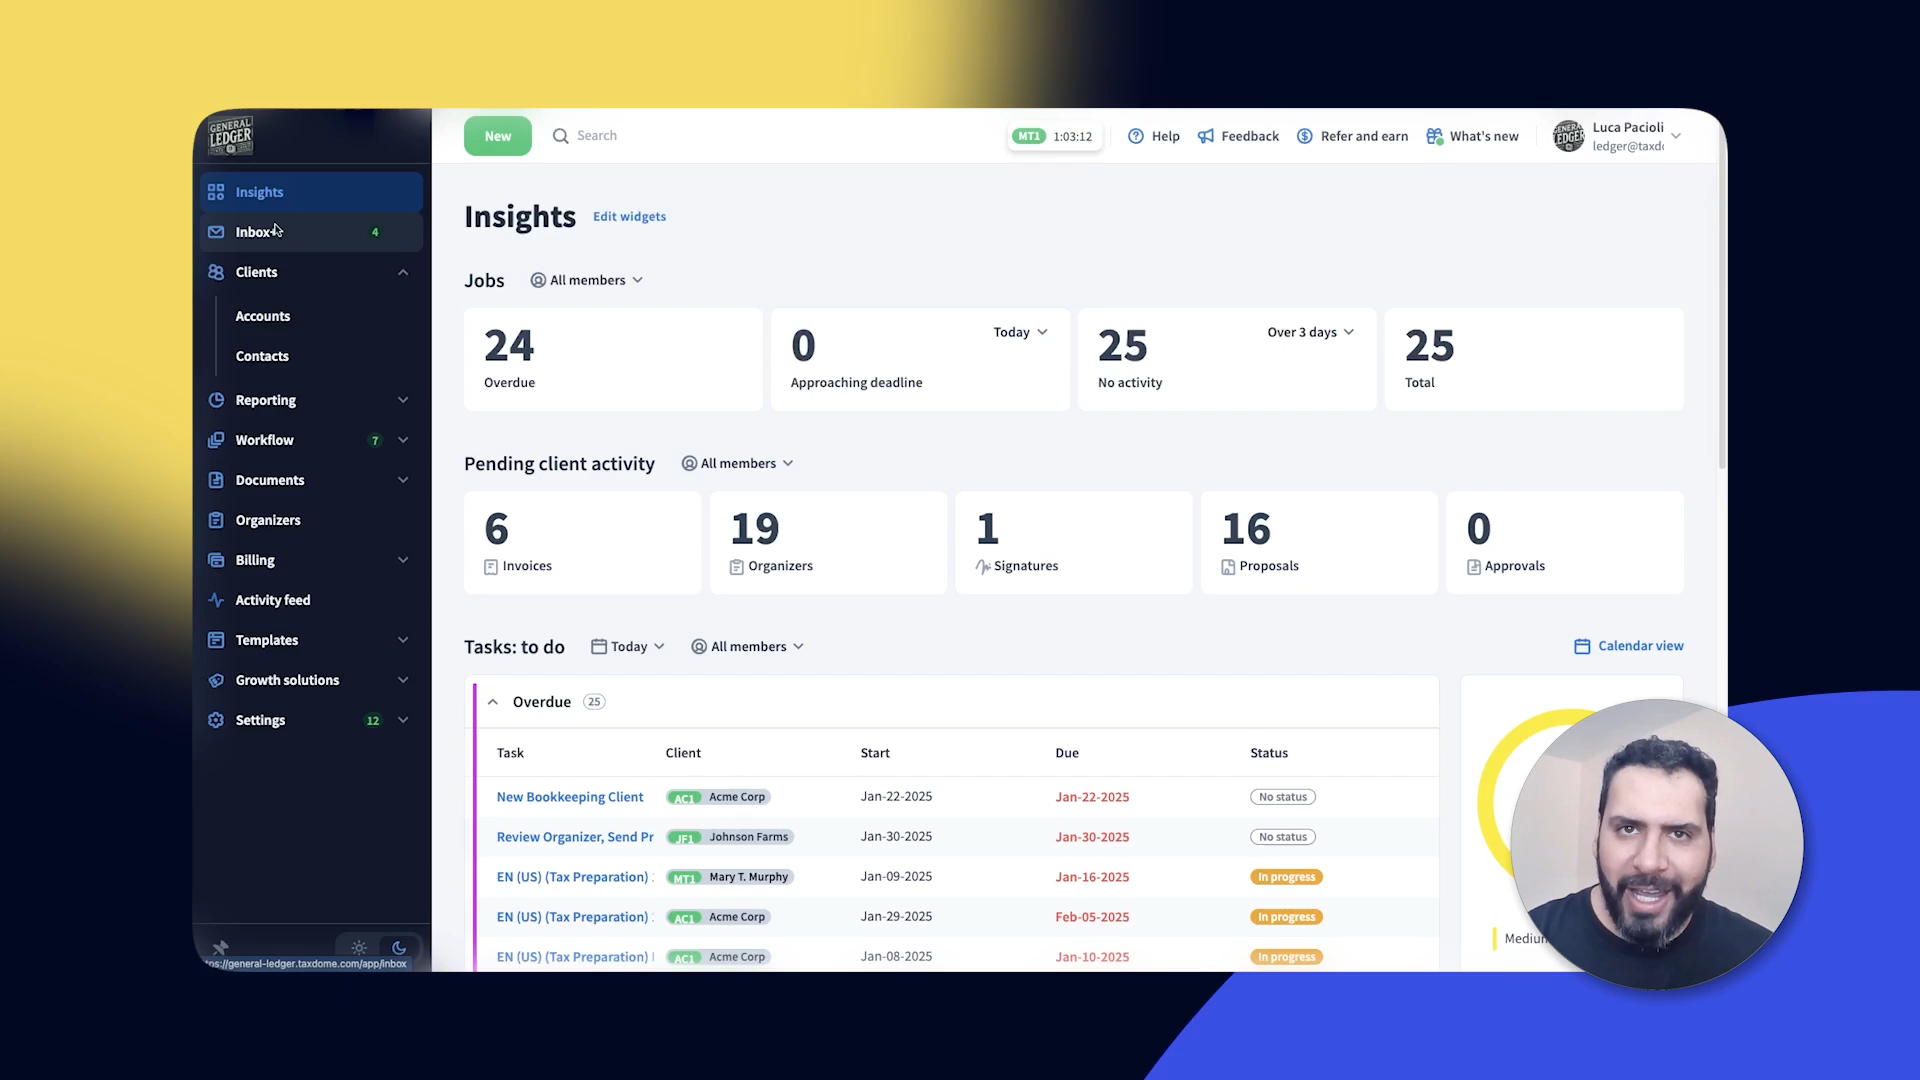 GENERAL
LEDGER
New
Search
MT1 1:03:12
Help
Feedback
Refer and earn
What's new
Luca Pacioli
ledger@taxd
Insights
Inbox+ 4
Clients
Accounts
Contacts
Reporting
Workflow 7
Documents
Organizers
Billing
Activity feed
Templates
Growth solutions
Settings 12
general-ledger.taxdome.com/app/inbox
Insights Edit widgets
Jobs All members
24
Overdue
0 Today
Approaching deadline
25 Over 3 days
No activity
25
Total
Pending client activity All members
6
Invoices
19
Organizers
1
Signatures
16
Proposals
0
Approvals
Tasks: to do Today All members Calendar view
Overdue 25
Task Client Start Due Status
New Bookkeeping Client AC1 Acme Corp Jan-22-2025 Jan-22-2025 No status
Review Organizer, Send Pr JF1 Johnson Farms Jan-30-2025 Jan-30-2025 No status
EN (US) (Tax Preparation) MT1 Mary T. Murphy Jan-09-2025 Jan-16-2025 In progress
EN (US) (Tax Preparation) AC1 Acme Corp Jan-29-2025 Feb-05-2025 In progress
EN (US) (Tax Preparation) AC1 Acme Corp Jan-08-2025 Jan-10-2025 In progress
Medium